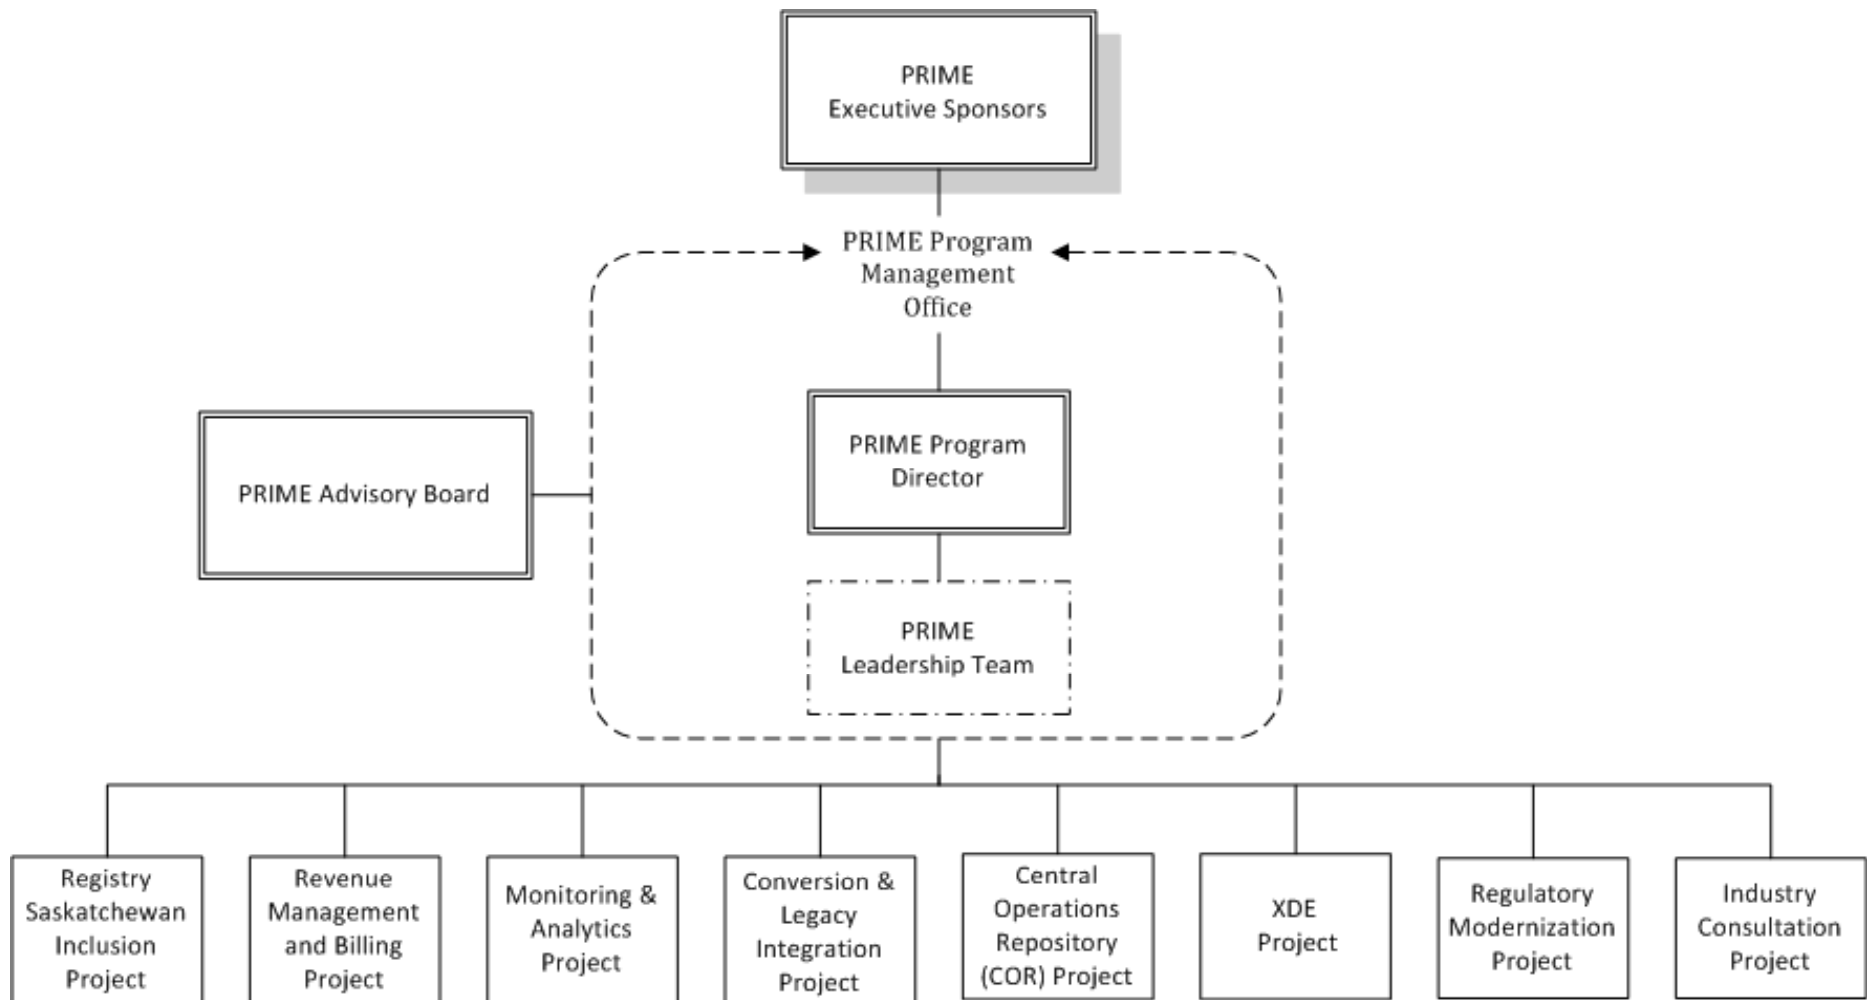 PRIME
Executive Sponsors
PRIME Program
Management
Office
PRIME Advisory Board
PRIME Program
Director
PRIME
Leadership Team
Registry
Saskatchewan
Inclusion
Project
Revenue
Management
and Billing
Project
Monitoring &
Analytics
Project
Conversion &
Legacy
Integration
Project
Central
Operations
Repository
(COR) Project
XDE
Project
Regulatory
Modernization
Project
Industry
Consultation
Project